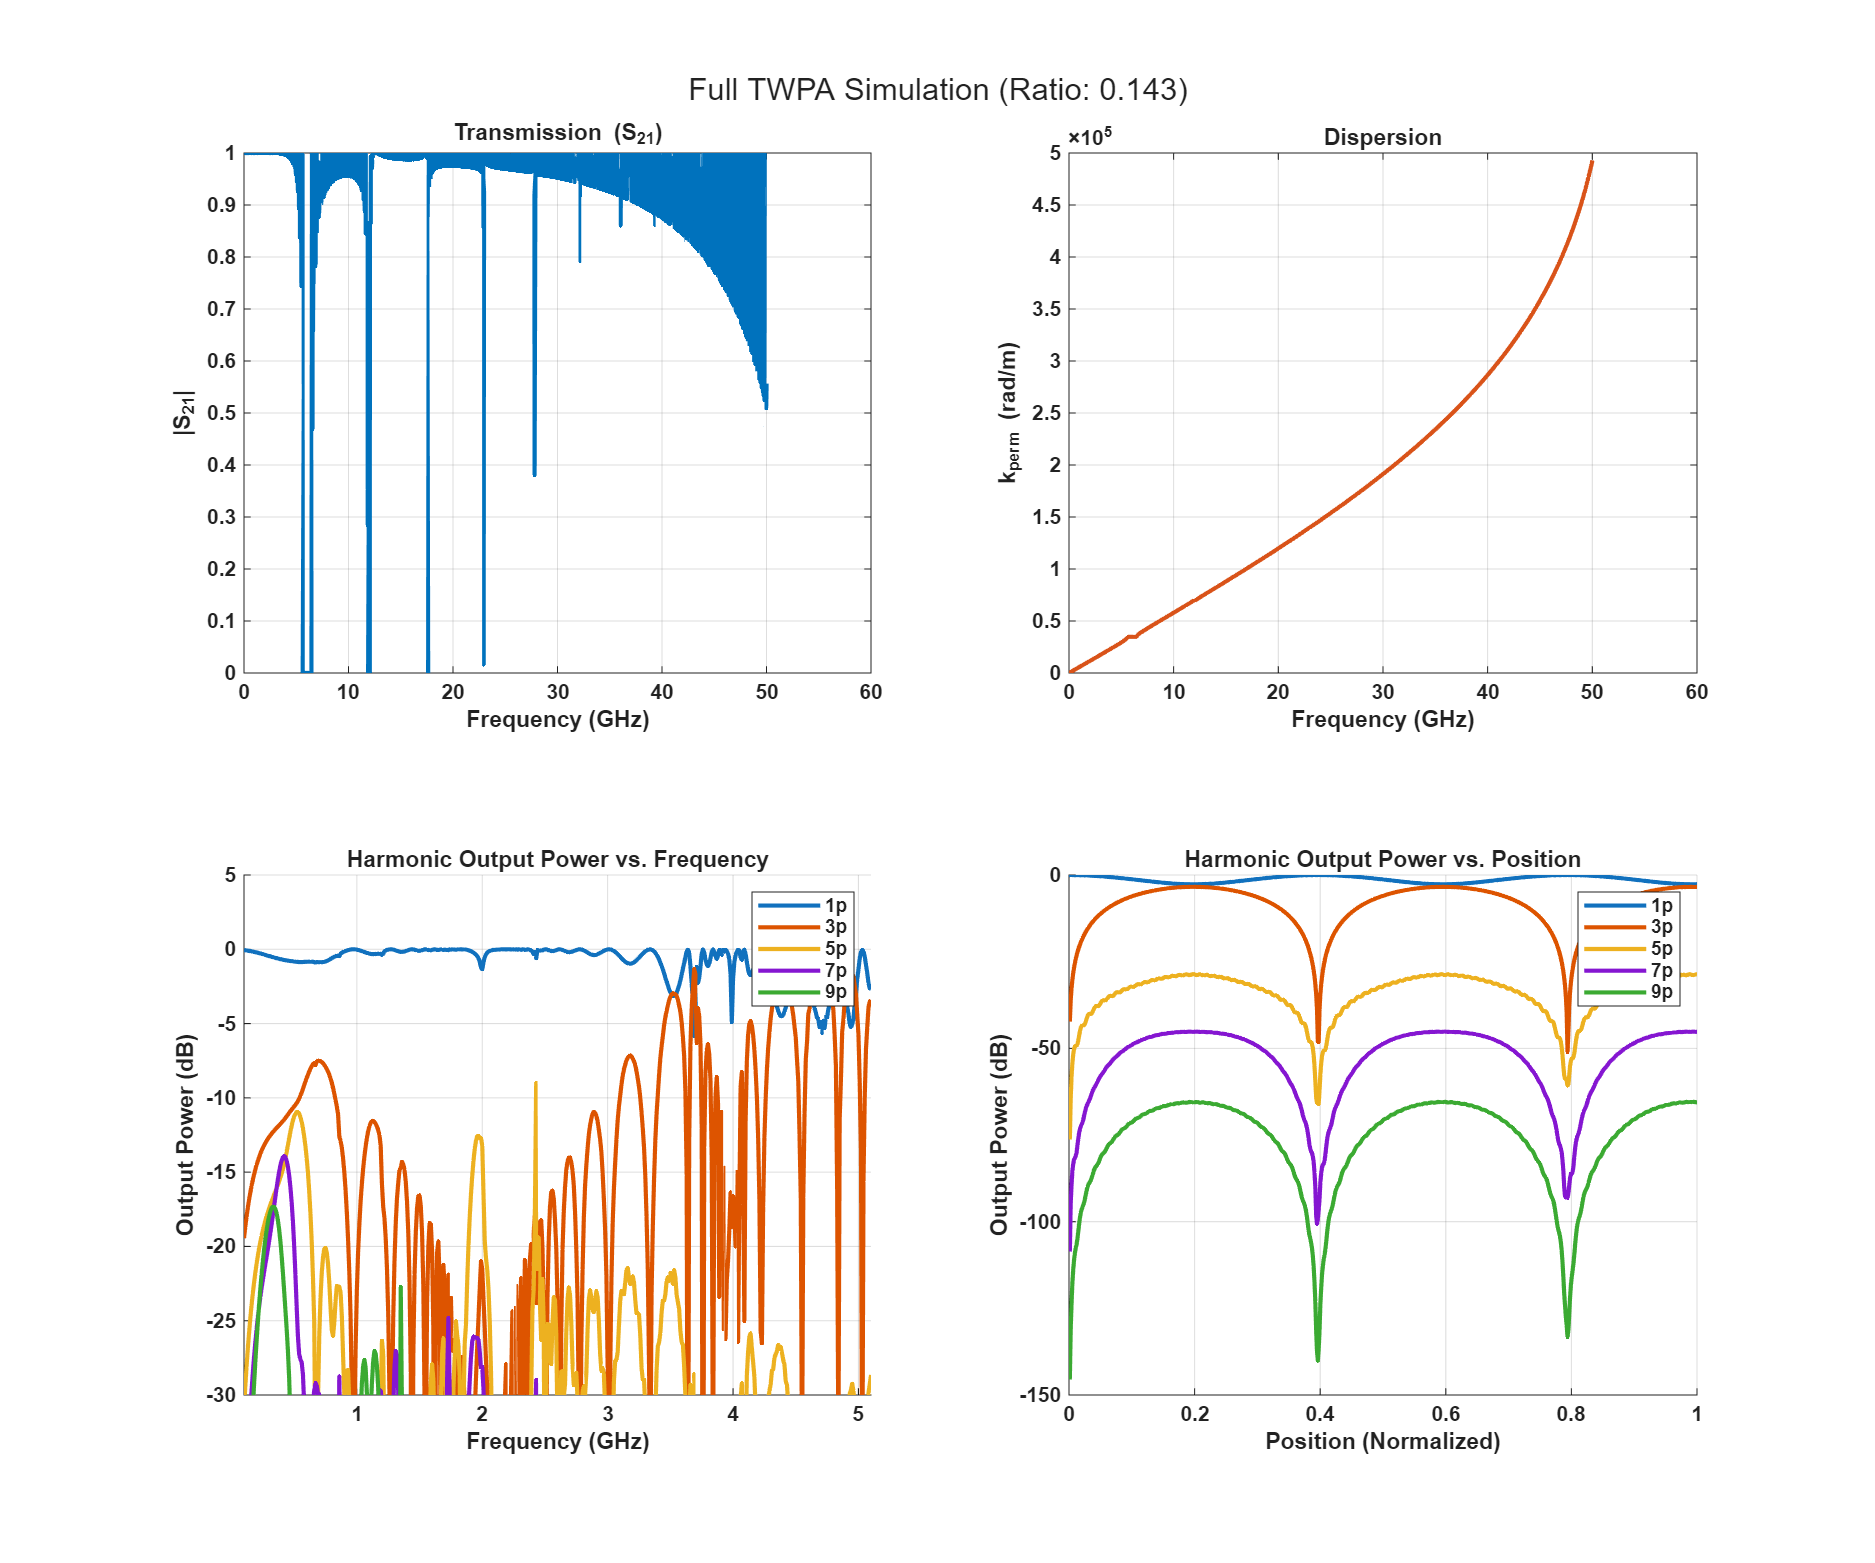 Full TWPA Simulation (Ratio: 0.143)
Transmission (S21)
|S21|
1
0.9
0.8
0.7
0.6
0.5
0.4
0.3
0.2
0.1
0
0 10 20 30 40 50 60
Frequency (GHz)
×10^5
Dispersion
kperm (rad/m)
5
4.5
4
3.5
3
2.5
2
1.5
1
0.5
0
0 10 20 30 40 50 60
Frequency (GHz)
Harmonic Output Power vs. Frequency
Output Power (dB)
5
0
-5
-10
-15
-20
-25
-30
1p
3p
5p
7p
9p
1 2 3 4 5
Frequency (GHz)
Harmonic Output Power vs. Position
Output Power (dB)
0
-50
-100
-150
1p
3p
5p
7p
9p
0 0.2 0.4 0.6 0.8 1
Position (Normalized)